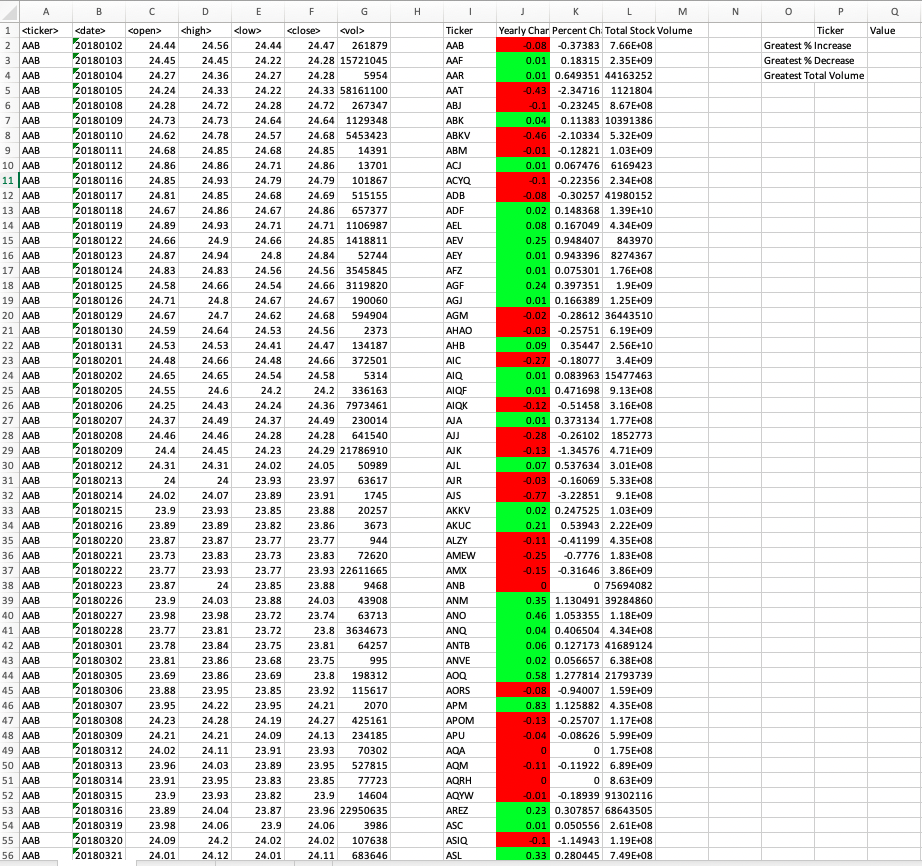 A B C D E F G H I J K L M N O P Q
1 <ticker> <date> <open> <high> <low> <close> <vol> Ticker Yearly Char Percent Ch Total Stock Volume Ticker Value
2 AAB 20180102 24.44 24.56 24.44 24.47 261879 AAB -0.08 -0.37383 7.66E+08 Greatest % Increase
3 AAB 20180103 24.45 24.45 24.22 24.28 15721045 AAF 0.01 0.18315 2.35E+09 Greatest % Decrease
4 AAB 20180104 24.27 24.36 24.27 24.28 5954 AAR 0.01 0.649351 44163252 Greatest Total Volume
5 AAB 20180105 24.24 24.33 24.22 24.33 58161100 AAT -0.43 -2.34716 1121804
6 AAB 20180108 24.28 24.72 24.28 24.72 267347 ABJ -0.1 -0.23245 8.67E+08
7 AAB 20180109 24.73 24.73 24.64 24.64 1129348 ABK 0.04 0.11383 10391386
8 AAB 20180110 24.62 24.78 24.57 24.68 5453423 ABKV -0.46 -2.10334 5.32E+09
9 AAB 20180111 24.68 24.85 24.68 24.85 14391 ABM -0.01 -0.12821 1.03E+09
10 AAB 20180112 24.86 24.86 24.71 24.86 13701 ACJ 0.01 0.067476 6169423
11 AAB 20180116 24.85 24.93 24.79 24.79 101867 ACYQ -0.1 -0.22356 2.34E+08
12 AAB 20180117 24.81 24.85 24.68 24.69 515155 ADB -0.08 -0.30257 41980152
13 AAB 20180118 24.67 24.86 24.67 24.86 657377 ADF 0.02 0.148368 1.39E+10
14 AAB 20180119 24.89 24.93 24.71 24.71 1106987 AEL 0.08 0.167049 4.34E+09
15 AAB 20180122 24.66 24.9 24.66 24.85 1418811 AEV 0.25 0.948407 843970
16 AAB 20180123 24.87 24.94 24.8 24.84 52744 AEY 0.01 0.943396 8274367
17 AAB 20180124 24.83 24.83 24.56 24.56 3545845 AFZ 0.01 0.075301 1.76E+08
18 AAB 20180125 24.58 24.66 24.54 24.66 3119820 AGF 0.24 0.397351 1.9E+09
19 AAB 20180126 24.71 24.8 24.67 24.67 190060 AGJ 0.01 0.166389 1.25E+09
20 AAB 20180129 24.67 24.7 24.62 24.68 594904 AGM -0.02 -0.28612 36443510
21 AAB 20180130 24.59 24.64 24.53 24.56 2373 AHAO -0.03 -0.25751 6.19E+09
22 AAB 20180131 24.53 24.53 24.41 24.47 134187 AHB 0.09 0.35447 2.56E+10
23 AAB 20180201 24.48 24.66 24.48 24.66 372501 AIC -0.27 -0.18077 3.4E+09
24 AAB 20180202 24.65 24.65 24.54 24.58 5314 AIQ 0.01 0.083963 15477463
25 AAB 20180205 24.55 24.6 24.2 24.2 336163 AIQF 0.01 0.471698 9.13E+08
26 AAB 20180206 24.25 24.43 24.24 24.36 7973461 AIQK -0.12 -0.51458 3.16E+08
27 AAB 20180207 24.37 24.49 24.37 24.49 230014 AJA 0.01 0.373134 1.77E+08
28 AAB 20180208 24.46 24.46 24.28 24.28 641540 AJJ -0.28 -0.26102 1852773
29 AAB 20180209 24.4 24.45 24.23 24.29 21786910 AJK -0.13 -1.34576 4.71E+09
30 AAB 20180212 24.31 24.31 24.02 24.05 50989 AJL 0.07 0.537634 3.01E+08
31 AAB 20180213 24 24 23.93 23.97 63617 AJR -0.03 -0.16069 5.33E+08
32 AAB 20180214 24.02 24.07 23.89 23.91 1745 AJS -0.77 -3.22851 9.1E+08
33 AAB 20180215 23.9 23.93 23.85 23.88 20257 AKKV 0.02 0.247525 1.03E+09
34 AAB 20180216 23.89 23.89 23.82 23.86 3673 AKUC 0.21 0.53943 2.22E+09
35 AAB 20180220 23.87 23.87 23.77 23.77 944 ALZY -0.11 -0.41199 4.35E+08
36 AAB 20180221 23.73 23.83 23.73 23.83 72620 AMEW -0.25 -0.7776 1.83E+08
37 AAB 20180222 23.77 23.93 23.77 23.93 22611665 AMX -0.15 -0.31646 3.86E+09
38 AAB 20180223 23.87 24 23.85 23.88 9468 ANB 0 0 75694082
39 AAB 20180226 23.9 24.03 23.88 24.03 43908 ANM 0.35 1.130491 39284860
40 AAB 20180227 23.98 23.98 23.72 23.74 63713 ANO 0.46 1.053355 1.18E+09
41 AAB 20180228 23.77 23.81 23.72 23.8 3634673 ANQ 0.04 0.406504 4.34E+08
42 AAB 20180301 23.78 23.84 23.75 23.81 64257 ANTB 0.06 0.127173 41689124
43 AAB 20180302 23.81 23.86 23.68 23.75 995 ANVE 0.02 0.056657 6.38E+08
44 AAB 20180305 23.69 23.86 23.69 23.8 198312 AOQ 0.58 1.277814 21793739
45 AAB 20180306 23.88 23.95 23.85 23.92 115617 AORS -0.08 -0.94007 1.59E+09
46 AAB 20180307 23.95 24.22 23.95 24.21 2070 APM 0.83 1.125882 4.35E+08
47 AAB 20180308 24.23 24.28 24.19 24.27 425161 APOM -0.13 -0.25707 1.17E+08
48 AAB 20180309 24.21 24.21 24.09 24.13 234185 APU -0.04 -0.08626 5.99E+09
49 AAB 20180312 24.02 24.11 23.91 23.93 70302 AQA 0 0 1.75E+08
50 AAB 20180313 23.96 24.03 23.89 23.95 527815 AQM -0.11 -0.11922 6.89E+09
51 AAB 20180314 23.91 23.95 23.83 23.85 77723 AQRH 0 0 8.63E+09
52 AAB 20180315 23.9 23.93 23.82 23.9 14604 AQYW -0.01 -0.18939 91302116
53 AAB 20180316 23.89 24.04 23.87 23.96 22950635 AREZ 0.23 0.307857 68643505
54 AAB 20180319 23.98 24.06 23.9 24.06 3986 ASC 0.01 0.050556 2.61E+08
55 AAB 20180320 24.09 24.2 24.02 24.02 107638 ASIQ -0.1 -1.14943 1.19E+08
56 AAB 20180321 24.01 24.12 24.01 24.11 683646 ASL 0.33 0.280445 7.49E+08